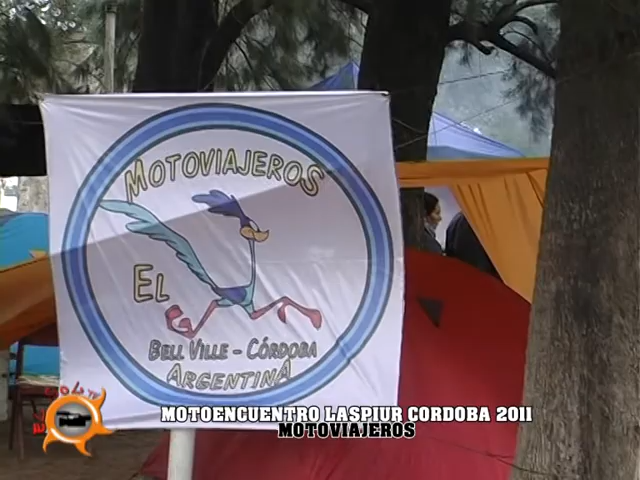 MOTOVIAJEROS
EL
BELL VILLE - CÓRDOBA
ARGENTINA
MOTOENCUENTRO LASPIUR CORDOBA 2011
MOTOVIAJEROS